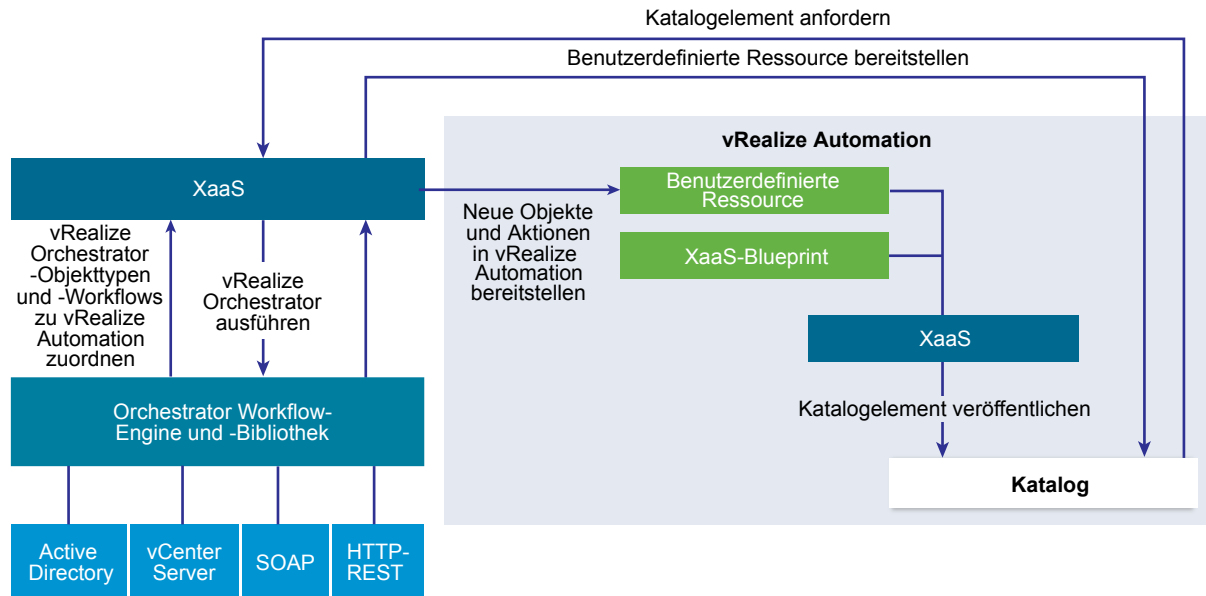 Katalogelement anfordern
Benutzerdefinierte Ressource bereitstellen
vRealize Automation
XaaS
Benutzerdefinierte
Ressource
Neue Objekte
und Aktionen
in vRealize
Automation
bereitstellen
XaaS-Blueprint
vRealize
Orchestrator
-Objekttypen
und -Workflows
zu vRealize
Automation
zuordnen
vRealize
Orchestrator
ausführen
XaaS
Katalogelement veröffentlichen
Orchestrator Workflow-
Engine und -Bibliothek
Katalog
Active
Directory
vCenter
Server
SOAP
HTTP-
REST